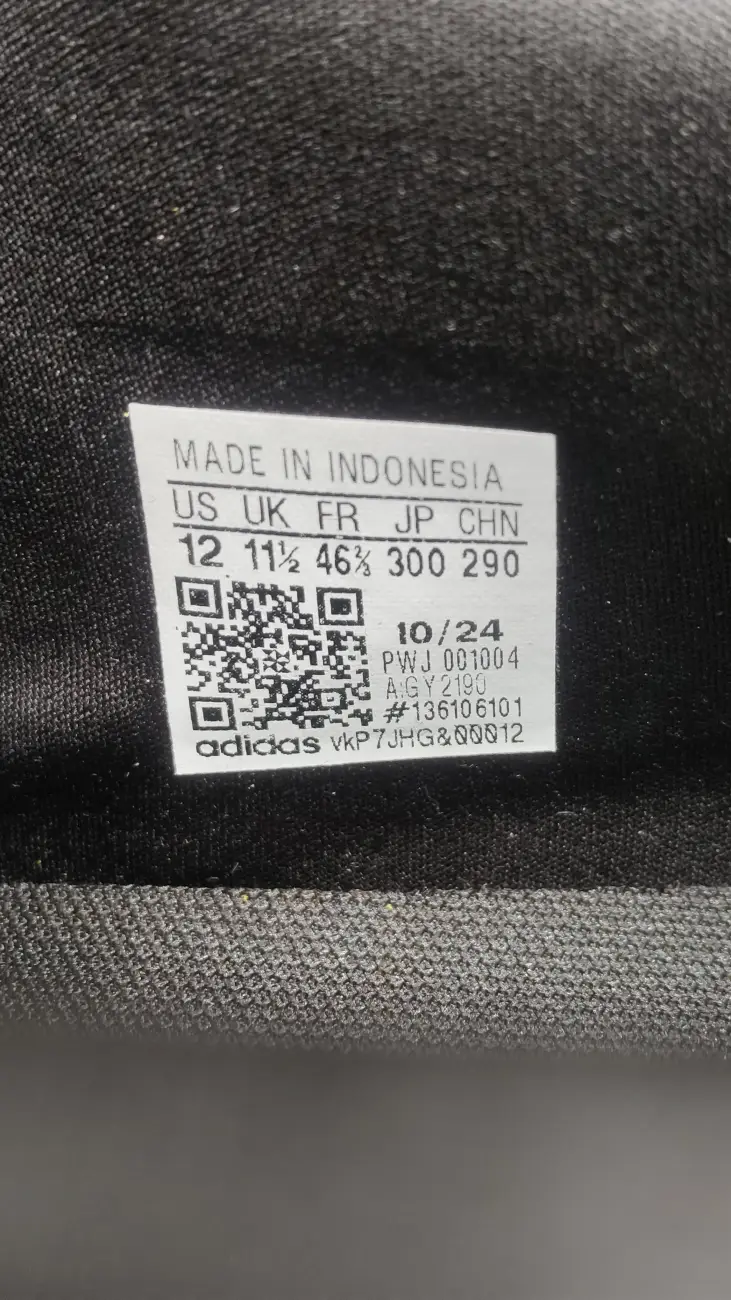 MADE IN INDONESIA
US UK FR JP CHN
12 11½ 46⅔ 300 290
10/24
PWJ 001004
A:GY2190
#136106101
adidas VkP7JHG&00012